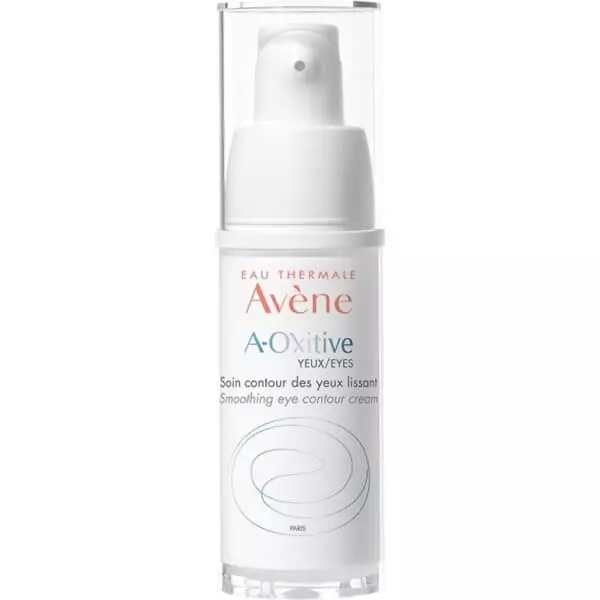 EAU THERMALE
Avène
A-OXitive
YEUX/EYES
Soin contour des yeux lissant
Smoothing eye contour cream
PARIS